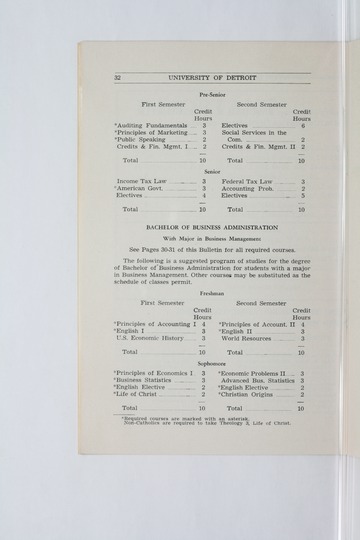 32 UNIVERSITY OF DETROIT
Pre-Senior
First Semester Second Semester
Credit Credit
Hours Hours
*Auditing Fundamentals 3 Electives 6
*Principles of Marketing 3 Social Services in the
*Public Speaking 2 Com. 2
Credits & Fin. Mgmt. I 2 Credits & Fin. Mgmt. II 2
Total 10 Total 10
Senior
Income Tax Law 3 Federal Tax Law 3
*American Govt. 3 Accounting Prob. 2
Electives 4 Electives 5
Total 10 Total 10
BACHELOR OF BUSINESS ADMINISTRATION
With Major in Business Management
See Pages 30-31 of this Bulletin for all required courses.
The following is a suggested program of studies for the degree
of Bachelor of Business Administration for students with a major
in Business Management. Other courses may be substituted as the
schedule of classes permit.
Freshman
First Semester Second Semester
Credit Credit
Hours Hours
*Principles of Accounting I 4 *Principles of Account. II 4
*English I 3 *English II 3
U.S. Economic History 3 World Resources 3
Total 10 Total 10
Sophomore
*Principles of Economics I 3 *Economic Problems II 3
*Business Statistics 3 Advanced Bus. Statistics 3
*English Elective 2 *English Elective 2
*Life of Christ 2 *Christian Origins 2
Total 10 Total 10
*Required courses are marked with an asterisk.
Non-Catholics are required to take Theology 5, Life of Christ.